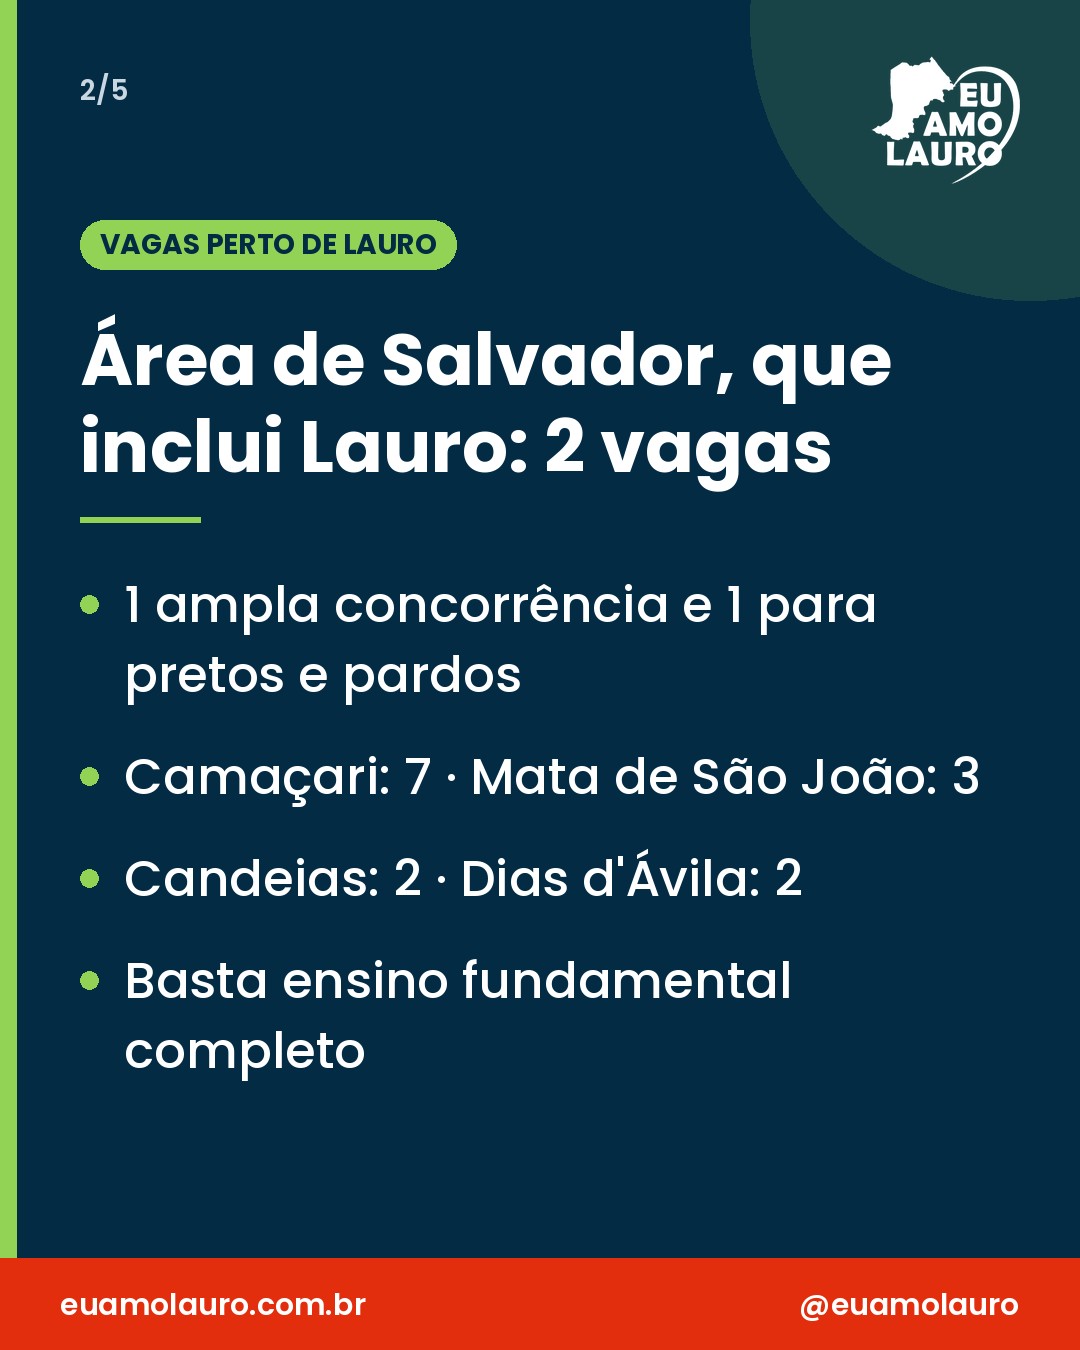 2/5
EU
AMO
LAURO
VAGAS PERTO DE LAURO
Área de Salvador, que
inclui Lauro: 2 vagas
1 ampla concorrência e 1 para
pretos e pardos
Camaçari: 7 · Mata de São João: 3
Candeias: 2 · Dias d'Ávila: 2
Basta ensino fundamental
completo
euamolauro.com.br
@euamolauro